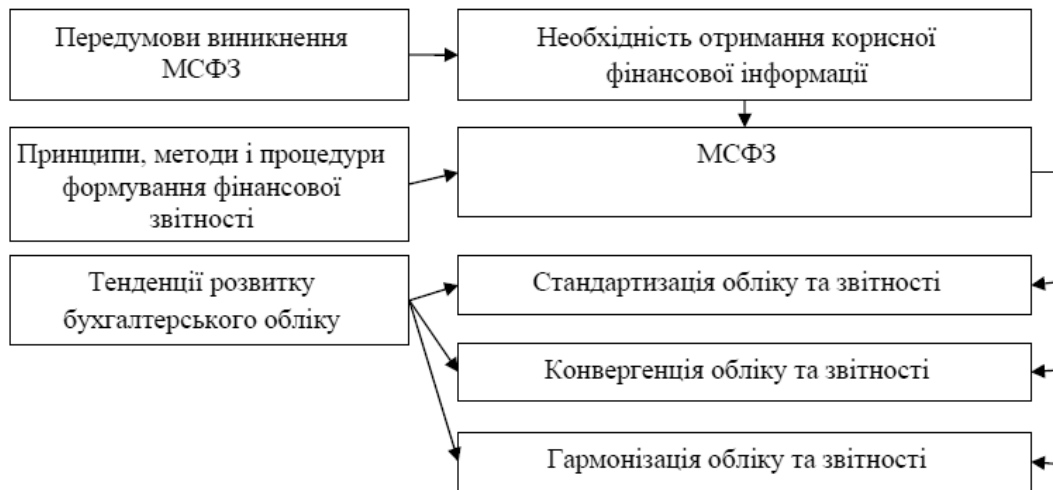 Передумови виникнення
МСФЗ
Необхідність отримання корисної
фінансової інформації
Принципи, методи і процедури
формування фінансової
звітності
МСФЗ
Тенденції розвитку
бухгалтерського обліку
Стандартизація обліку та звітності
Конвергенція обліку та звітності
Гармонізація обліку та звітності